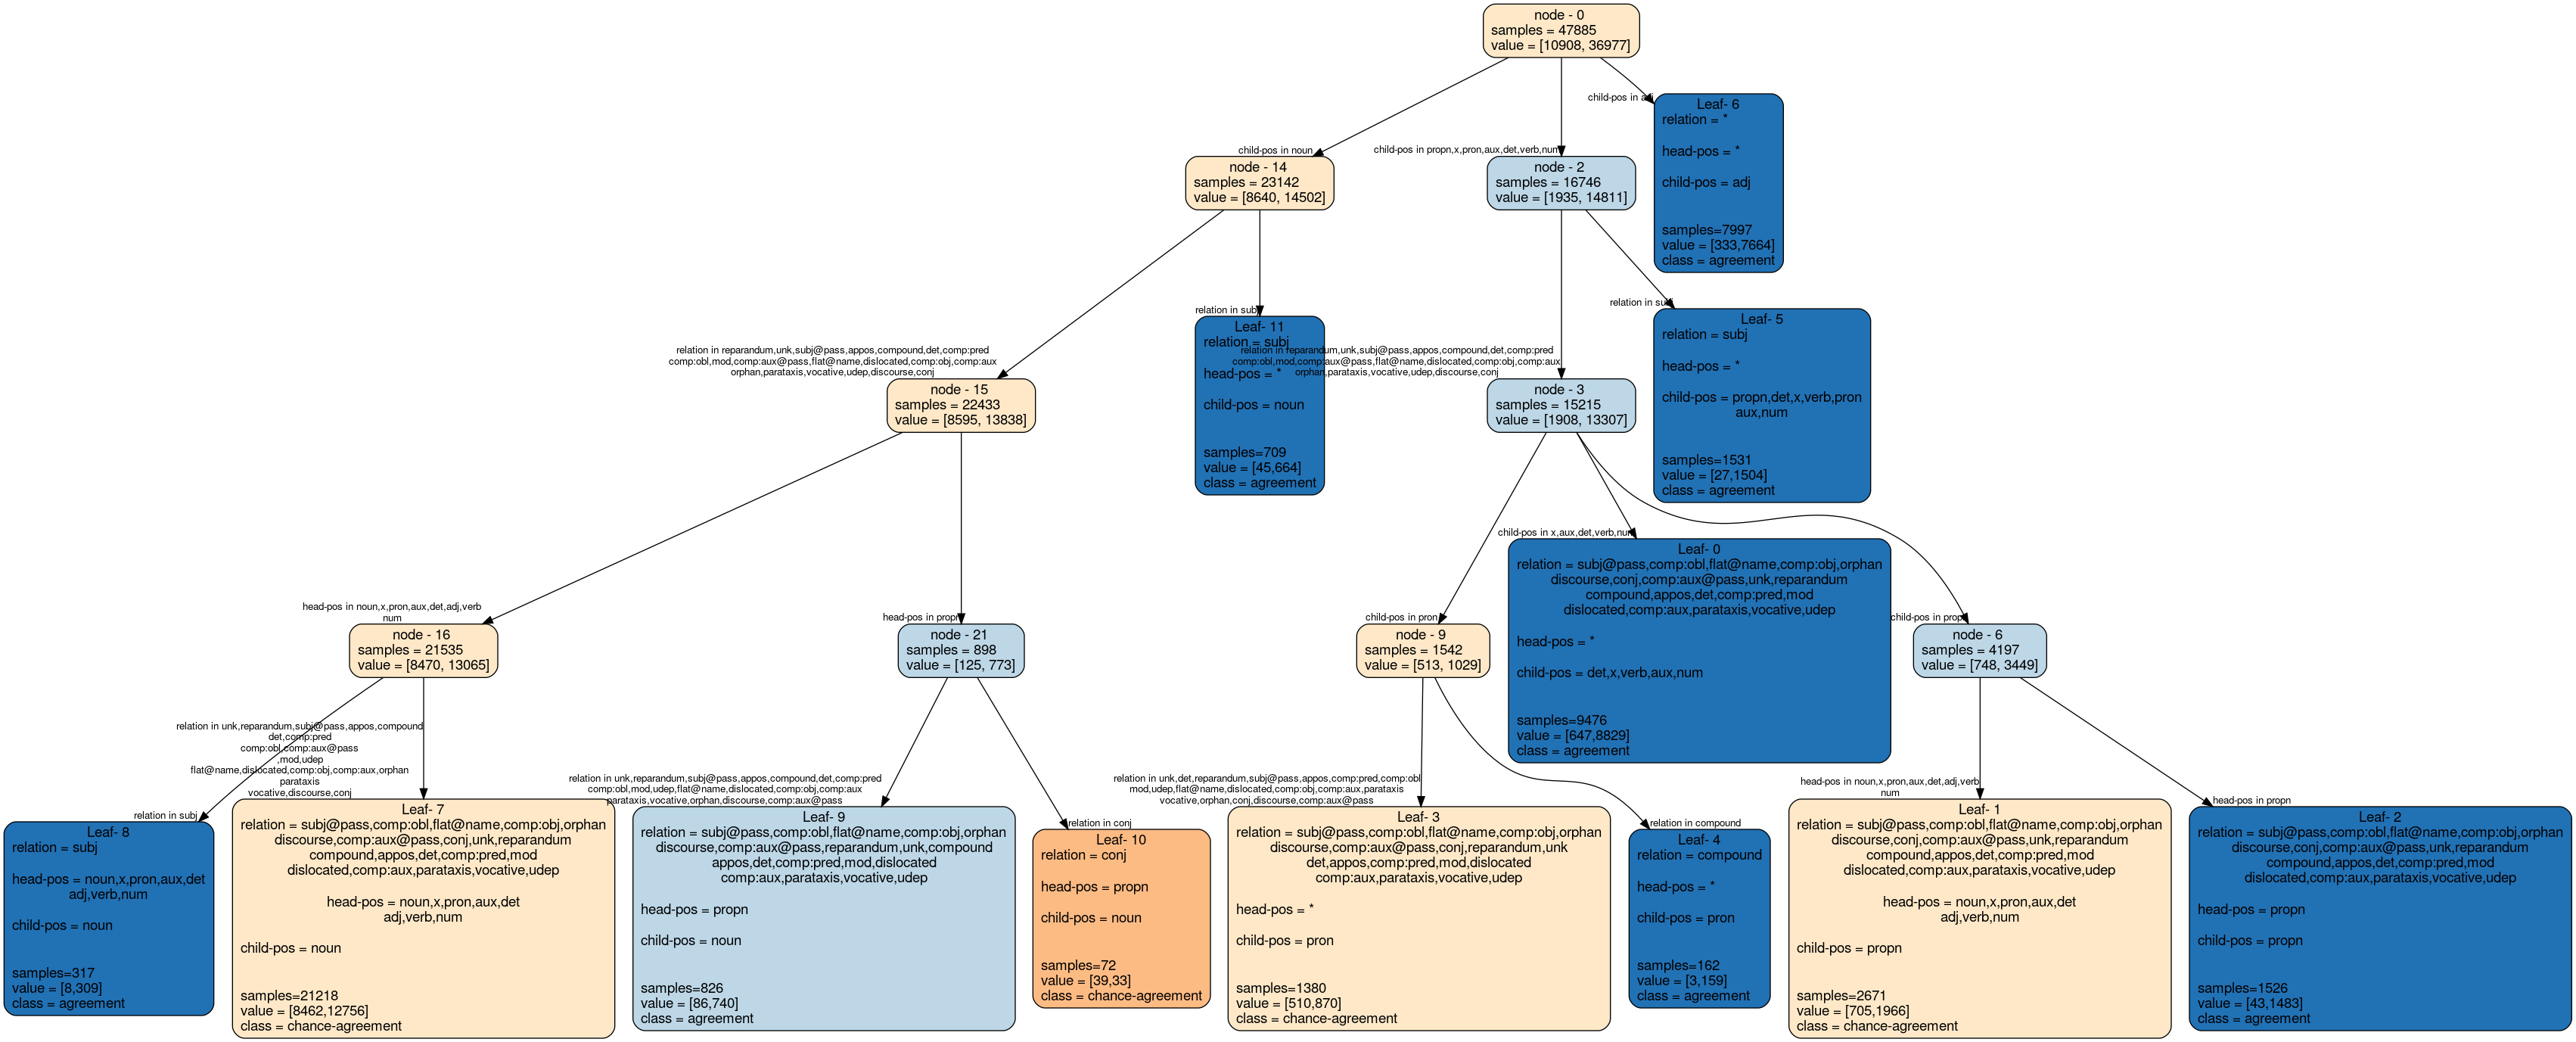 node - 0
samples = 47885
value = [10908, 36977]
child-pos in adj
Leaf- 6
relation = *
head-pos = *
child-pos = adj
samples=7997
value = [333,7664]
class = agreement
child-pos in noun
node - 14
samples = 23142
value = [8640, 14502]
child-pos in propn,x,pron,aux,det,verb,num
node - 2
samples = 16746
value = [1935, 14811]
relation in subj
Leaf- 11
relation = subj
head-pos = *
child-pos = noun
samples=709
value = [45,664]
class = agreement
relation in subj
Leaf- 5
relation = subj
head-pos = *
child-pos = propn,det,x,verb,pron
aux,num
samples=1531
value = [27,1504]
class = agreement
relation in reparandum,unk,subj@pass,appos,compound,det,comp:pred
comp:obl,mod,comp:aux@pass,flat@name,dislocated,comp:obj,comp:aux
orphan,parataxis,vocative,udep,discourse,conj
node - 15
samples = 22433
value = [8595, 13838]
relation in reparandum,unk,subj@pass,appos,compound,det,comp:pred
comp:obl,mod,comp:aux@pass,flat@name,dislocated,comp:obj,comp:aux
orphan,parataxis,vocative,udep,discourse,conj
node - 3
samples = 15215
value = [1908, 13307]
child-pos in x,aux,det,verb,num
Leaf- 0
relation = subj@pass,comp:obl,flat@name,comp:obj,orphan
discourse,conj,comp:aux@pass,unk,reparandum
compound,appos,det,comp:pred,mod
dislocated,comp:aux,parataxis,vocative,udep
head-pos = *
child-pos = det,x,verb,aux,num
samples=9476
value = [647,8829]
class = agreement
head-pos in noun,x,pron,aux,det,adj,verb
num
node - 16
samples = 21535
value = [8470, 13065]
head-pos in propn
node - 21
samples = 898
value = [125, 773]
child-pos in pron
node - 9
samples = 1542
value = [513, 1029]
child-pos in propn
node - 6
samples = 4197
value = [748, 3449]
relation in subj
Leaf- 8
relation = subj
head-pos = noun,x,pron,aux,det
adj,verb,num
child-pos = noun
samples=317
value = [8,309]
class = agreement
relation in unk,reparandum,subj@pass,appos,compound
det,comp:pred
comp:obl,comp:aux@pass
,mod,udep
flat@name,dislocated,comp:obj,comp:aux,orphan
parataxis
vocative,discourse,conj
Leaf- 7
relation = subj@pass,comp:obl,flat@name,comp:obj,orphan
discourse,comp:aux@pass,conj,unk,reparandum
compound,appos,det,comp:pred,mod
dislocated,comp:aux,parataxis,vocative,udep
head-pos = noun,x,pron,aux,det
adj,verb,num
child-pos = noun
samples=21218
value = [8462,12756]
class = chance-agreement
relation in unk,reparandum,subj@pass,appos,compound,det,comp:pred
comp:obl,mod,udep,flat@name,dislocated,comp:obj,comp:aux
parataxis,vocative,orphan,discourse,comp:aux@pass
Leaf- 9
relation = subj@pass,comp:obl,flat@name,comp:obj,orphan
discourse,comp:aux@pass,reparandum,unk,compound
appos,det,comp:pred,mod,dislocated
comp:aux,parataxis,vocative,udep
head-pos = propn
child-pos = noun
samples=826
value = [86,740]
class = agreement
relation in conj
Leaf- 10
relation = conj
head-pos = propn
child-pos = noun
samples=72
value = [39,33]
class = chance-agreement
relation in unk,det,reparandum,subj@pass,appos,comp:pred,comp:obl
mod,udep,flat@name,dislocated,comp:obj,comp:aux,parataxis
vocative,orphan,conj,discourse,comp:aux@pass
Leaf- 3
relation = subj@pass,comp:obl,flat@name,comp:obj,orphan
discourse,comp:aux@pass,conj,reparandum,unk
det,appos,comp:pred,mod,dislocated
comp:aux,parataxis,vocative,udep
head-pos = *
child-pos = pron
samples=1380
value = [510,870]
class = chance-agreement
relation in compound
Leaf- 4
relation = compound
head-pos = *
child-pos = pron
samples=162
value = [3,159]
class = agreement
head-pos in noun,x,pron,aux,det,adj,verb
num
Leaf- 1
relation = subj@pass,comp:obl,flat@name,comp:obj,orphan
discourse,conj,comp:aux@pass,unk,reparandum
compound,appos,det,comp:pred,mod
dislocated,comp:aux,parataxis,vocative,udep
head-pos = noun,x,pron,aux,det
adj,verb,num
child-pos = propn
samples=2671
value = [705,1966]
class = chance-agreement
head-pos in propn
Leaf- 2
relation = subj@pass,comp:obl,flat@name,comp:obj,orphan
discourse,conj,comp:aux@pass,unk,reparandum
compound,appos,det,comp:pred,mod
dislocated,comp:aux,parataxis,vocative,udep
head-pos = propn
child-pos = propn
samples=1526
value = [43,1483]
class = agreement